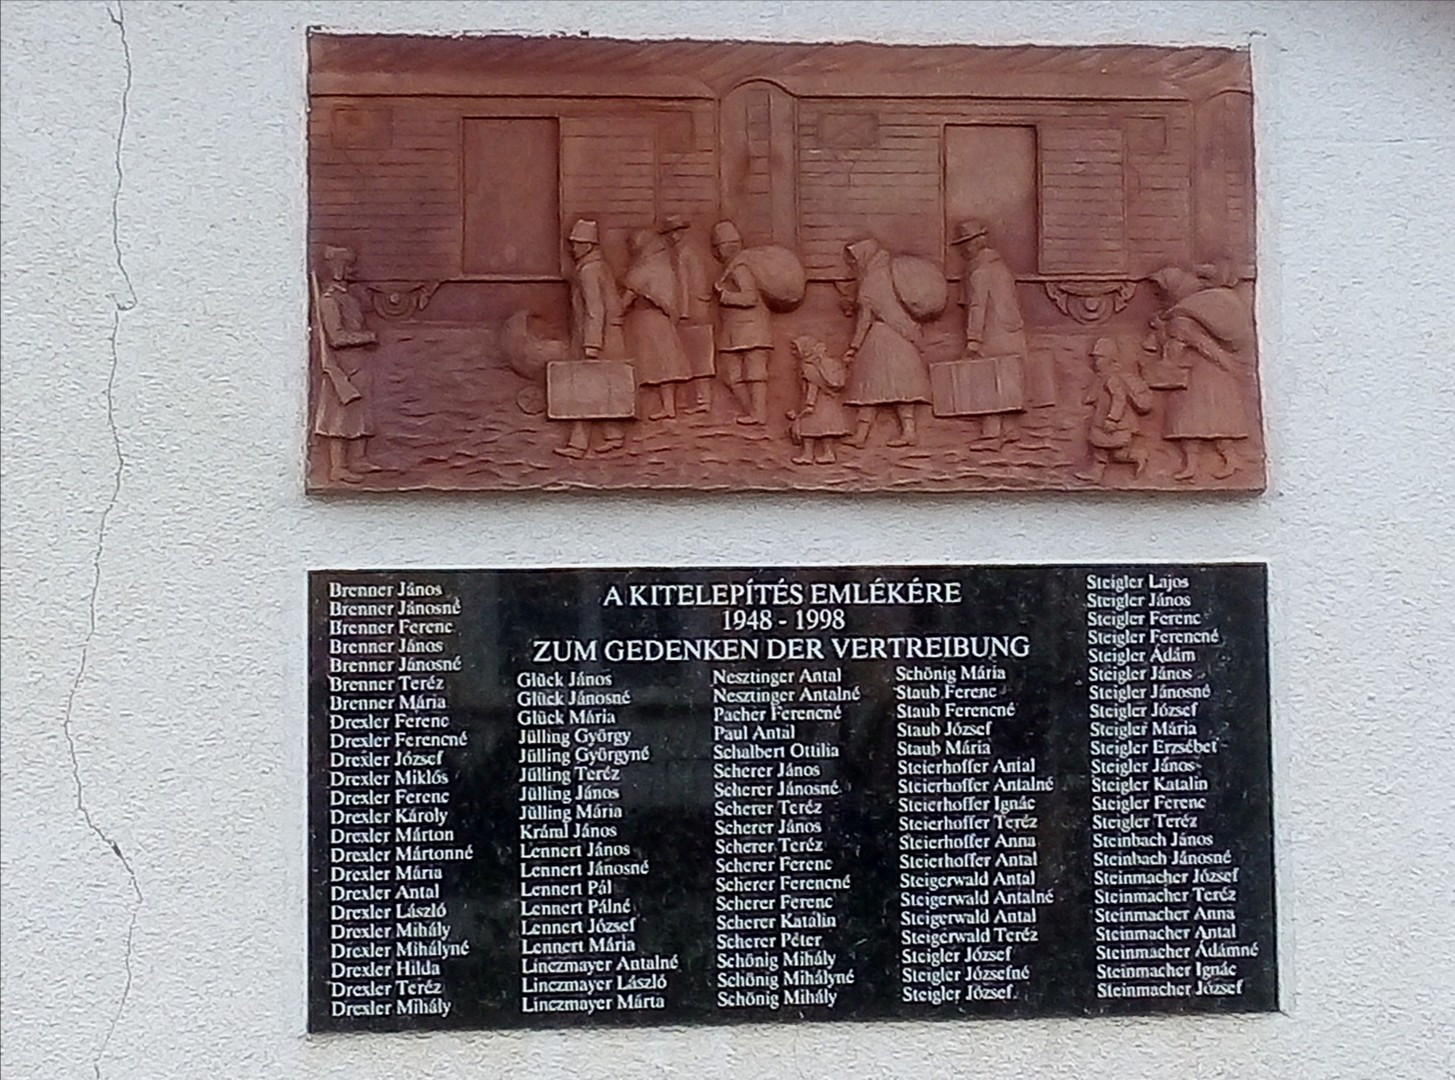 A KITELEPÍTÉS EMLÉKÉRE
1948 - 1998
ZUM GEDENKEN DER VERTREIBUNG
Brenner János
Brenner Jánosné
Brenner Ferenc
Brenner János
Brenner Jánosné
Brenner Teréz
Brenner Mária
Drexler Ferenc
Drexler Ferencné
Drexler József
Drexler Miklós
Drexler Ferenc
Drexler Károly
Drexler Márton
Drexler Mártonné
Drexler Mária
Drexler Antal
Drexler László
Drexler Mihály
Drexler Mihályné
Drexler Hilda
Drexler Teréz
Drexler Mihály
Glück János
Glück Jánosné
Glück Mária
Jülling György
Jülling Györgyné
Jülling Teréz
Jülling János
Jülling Mária
Kráml János
Lennert János
Lennert Jánosné
Lennert Pál
Lennert Pálné
Lennert József
Lennert Mária
Linczmayer Antalné
Linczmayer László
Linczmayer Márta
Nesztinger Antal
Nesztinger Antalné
Pacher Ferencné
Paul Antal
Schalbert Ottilia
Scherer János
Scherer Jánosné
Scherer Teréz
Scherer János
Scherer Teréz
Scherer Ferenc
Scherer Ferencné
Scherer Ferenc
Scherer Katalin
Scherer Péter
Schönig Mihály
Schönig Mihályné
Schönig Mihály
Schönig Mária
Staub Ferenc
Staub Ferencné
Staub József
Staub Mária
Steierhoffer Antal
Steierhoffer Antalné
Steierhoffer Ignác
Steierhoffer Teréz
Steierhoffer Anna
Steierhoffer Antal
Steigerwald Antal
Steigerwald Antalné
Steigerwald Antal
Steigerwald Teréz
Steigler József
Steigler Józsefné
Steigler József
Steigler Lajos
Steigler János
Steigler Ferenc
Steigler Ferencné
Steigler Ádám
Steigler János
Steigler Jánosné
Steigler József
Steigler Mária
Steigler Erzsébet
Steigler János
Steigler Katalin
Steigler Ferenc
Steigler Teréz
Steinbach János
Steinbach Jánosné
Steinmacher József
Steinmacher Teréz
Steinmacher Anna
Steinmacher Antal
Steinmacher Ádámné
Steinmacher Ignác
Steinmacher József